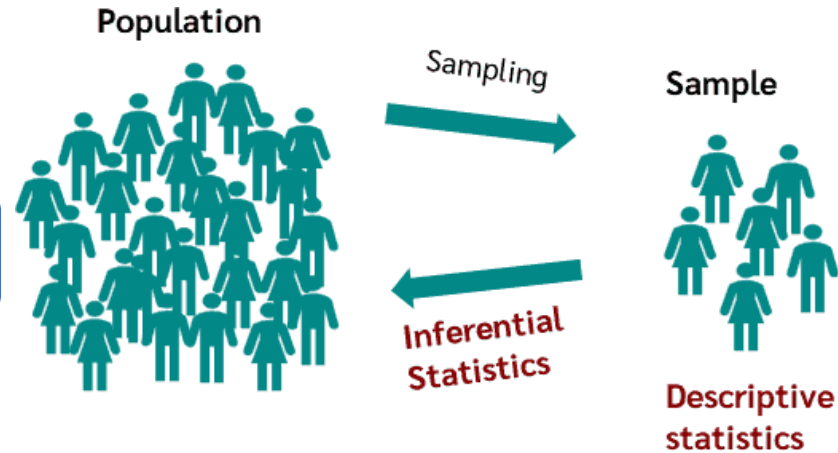 Population
Sampling
Sample
Inferential
Statistics
Descriptive
statistics